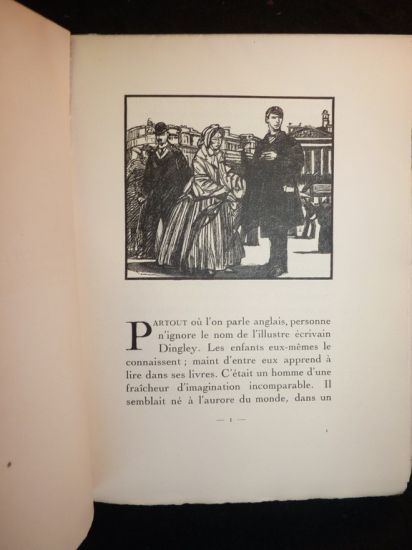 PARTOUT où l'on parle anglais, personne
n'ignore le nom de l'illustre écrivain
Dingley. Les enfants eux-mêmes le
connaissent ; maint d'entre eux apprend à
lire dans ses livres. C'était un homme d'une
fraîcheur d'imagination incomparable. Il
semblait né à l'aurore du monde, dans un
— 1 —
1